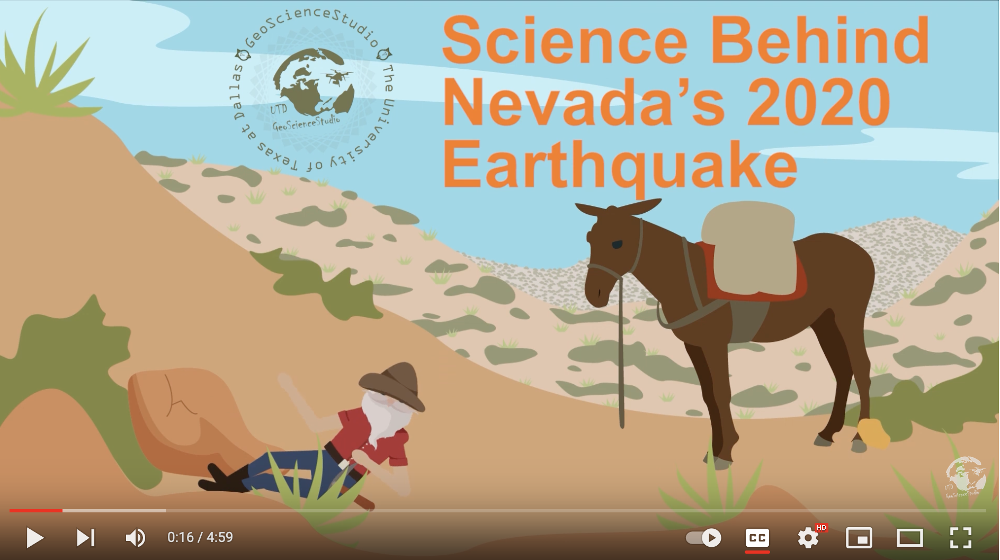 GeoScienceStudio
The University of Texas at Dallas
UTD
GeoScienceStudio
Science Behind
Nevada’s 2020
Earthquake
UTD
GeoScienceStudio
0:16 / 4:59
CC
HD